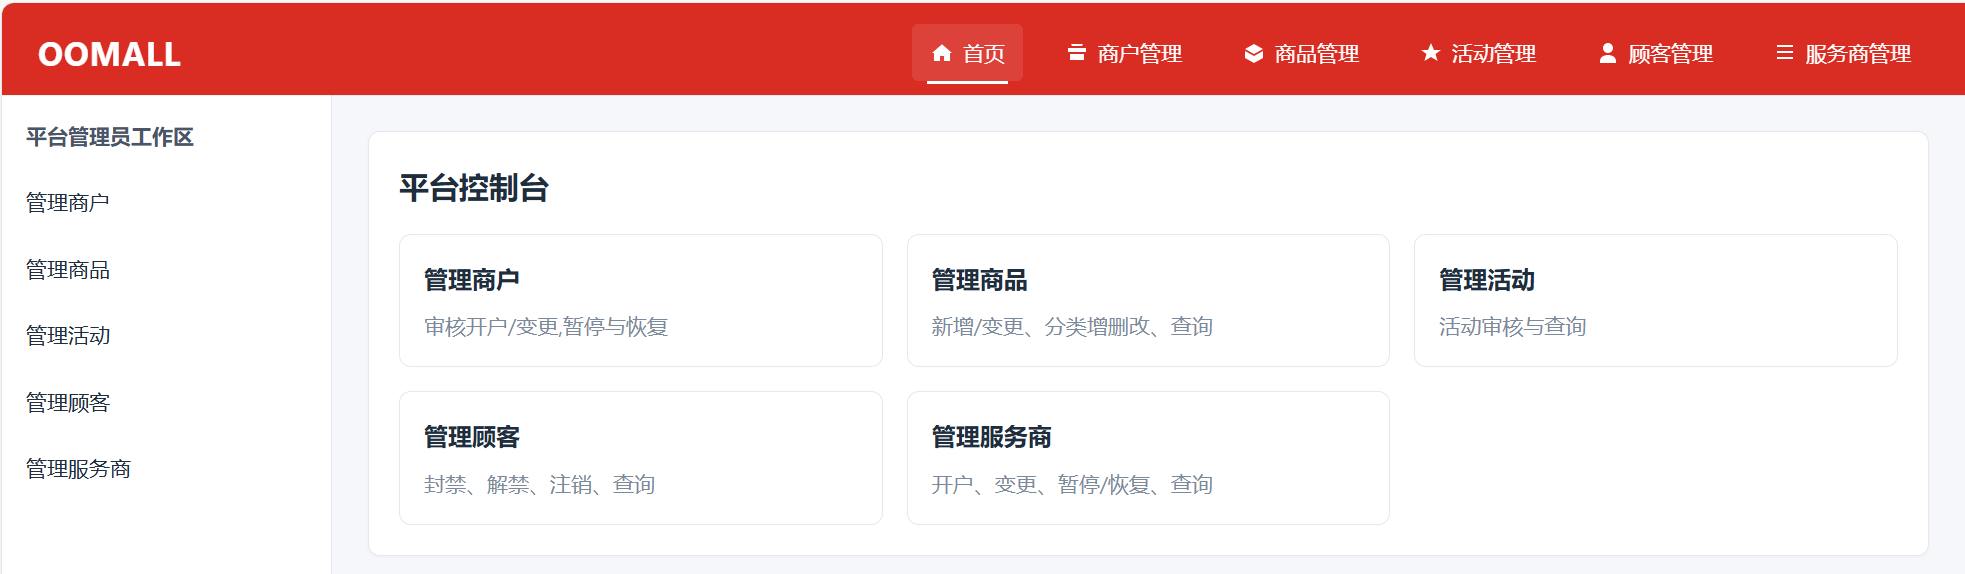 OOMALL
首页
商户管理
商品管理
活动管理
顾客管理
服务商管理
平台管理员工作区
管理商户
管理商品
管理活动
管理顾客
管理服务商
平台控制台
管理商户
审核开户/变更,暂停与恢复
管理商品
新增/变更、分类增删改、查询
管理活动
活动审核与查询
管理顾客
封禁、解禁、注销、查询
管理服务商
开户、变更、暂停/恢复、查询